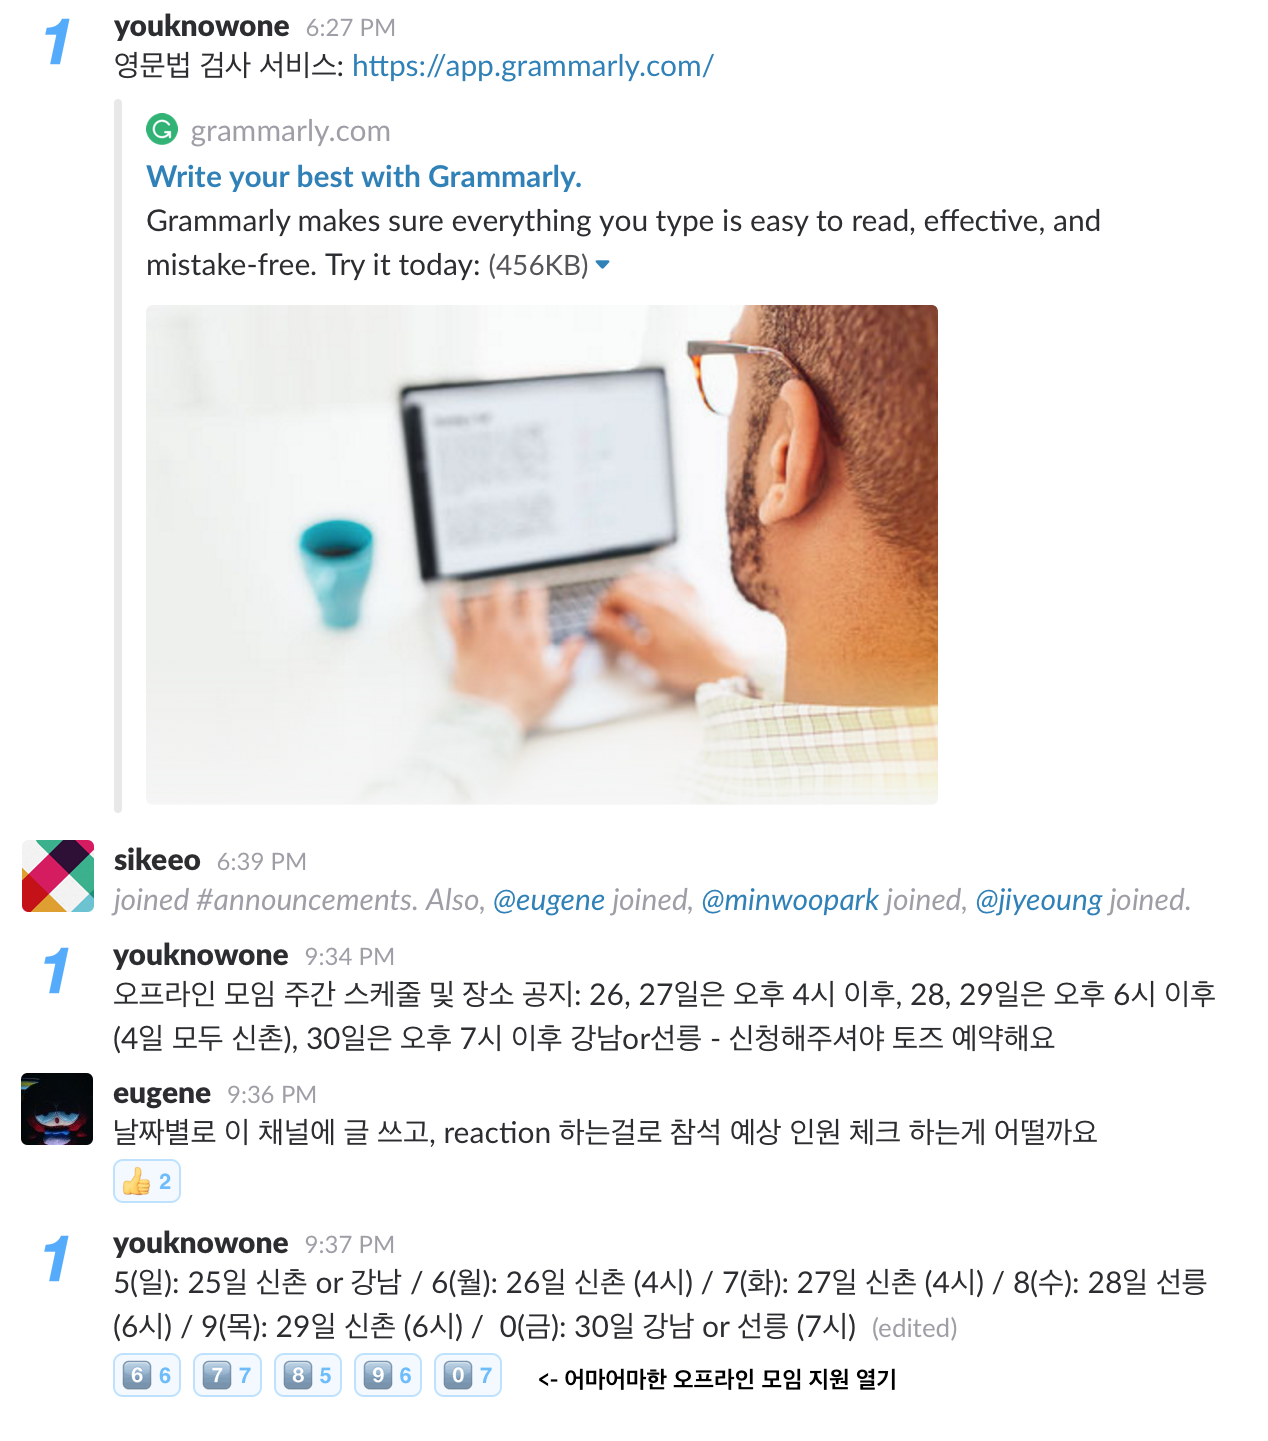 1 youknowone 6:27 PM
영문법 검사 서비스: https://app.grammarly.com/
G grammarly.com
Write your best with Grammarly.
Grammarly makes sure everything you type is easy to read, effective, and
mistake-free. Try it today: (456KB)
sikeeo 6:39 PM
joined #announcements. Also, @eugene joined, @minwoopark joined, @jiyeoung joined.
1 youknowone 9:34 PM
오프라인 모임 주간 스케줄 및 장소 공지: 26, 27일은 오후 4시 이후, 28, 29일은 오후 6시 이후
(4일 모두 신촌), 30일은 오후 7시 이후 강남or선릉 - 신청해주셔야 토즈 예약해요
eugene 9:36 PM
날짜별로 이 채널에 글 쓰고, reaction 하는걸로 참석 예상 인원 체크 하는게 어떨까요
👍 2
1 youknowone 9:37 PM
5(일): 25일 신촌 or 강남 / 6(월): 26일 신촌 (4시) / 7(화): 27일 신촌 (4시) / 8(수): 28일 선릉
(6시) / 9(목): 29일 신촌 (6시) / 0(금): 30일 강남 or 선릉 (7시) (edited)
6 6 7 7 8 5 9 6 0 7 <- 어마어마한 오프라인 모임 지원 열기